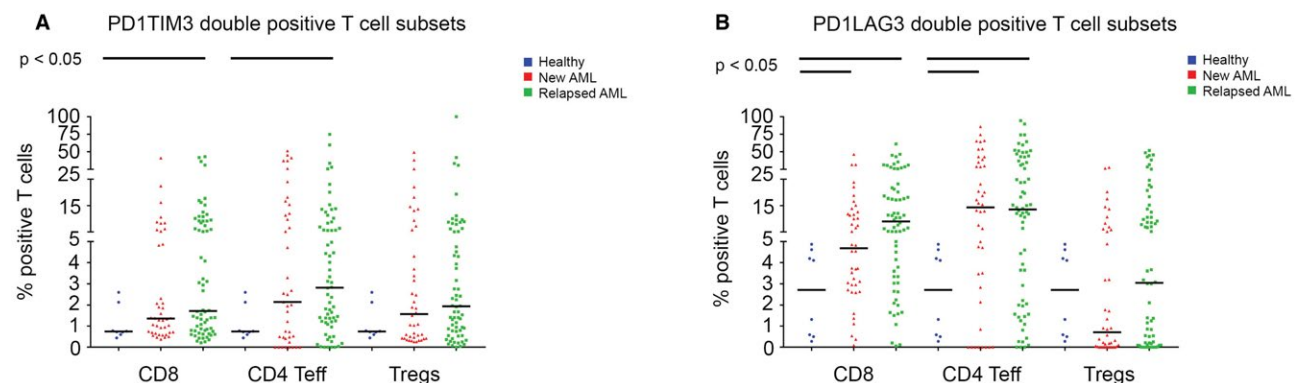 A
PD1TIM3 double positive T cell subsets
p < 0.05
Healthy
New AML
Relapsed AML
% positive T cells
100
75
50
25
15
5
4
3
2
1
0
CD8
CD4 Teff
Tregs
B
PD1LAG3 double positive T cell subsets
p < 0.05
Healthy
New AML
Relapsed AML
% positive T cells
100
75
50
25
15
5
4
3
2
1
0
CD8
CD4 Teff
Tregs